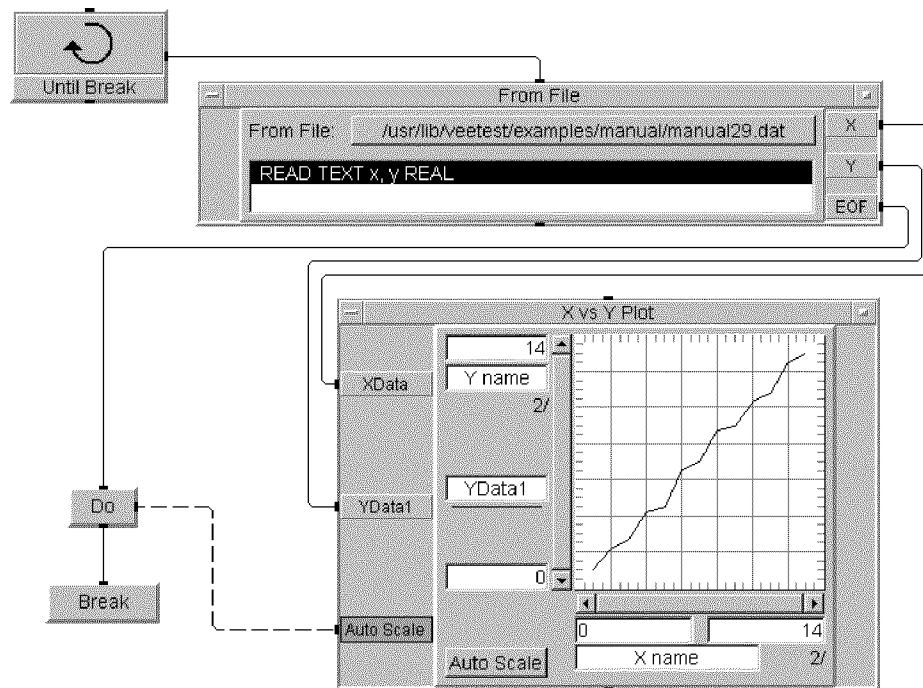 Until Break
From File
From File: /usr/lib/veetest/examples/manual/manual29.dat
X
READ TEXT x, y REAL
Y
EOF
X vs Y Plot
14
XData
Y name
2/
Do
YData1
YData1
Break
0
Auto Scale
0
14
Auto Scale
X name
2/